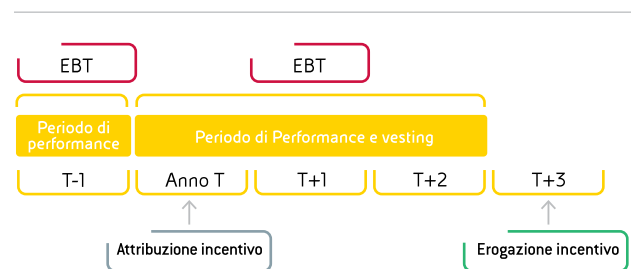 EBT EBT
Periodo di
performance
Periodo di Performance e vesting
T-1 Anno T T+1 T+2 T+3
Attribuzione incentivo Erogazione incentivo